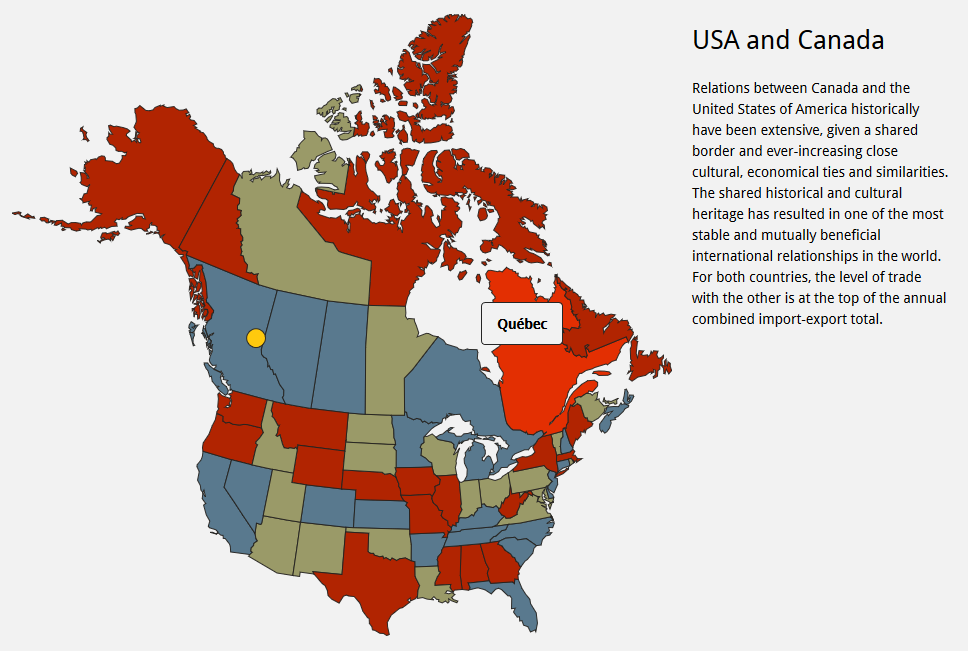 USA and Canada
Relations between Canada and the
United States of America historically
have been extensive, given a shared
border and ever-increasing close
cultural, economical ties and similarities.
The shared historical and cultural
heritage has resulted in one of the most
stable and mutually beneficial
international relationships in the world.
For both countries, the level of trade
with the other is at the top of the annual
combined import-export total.
Québec